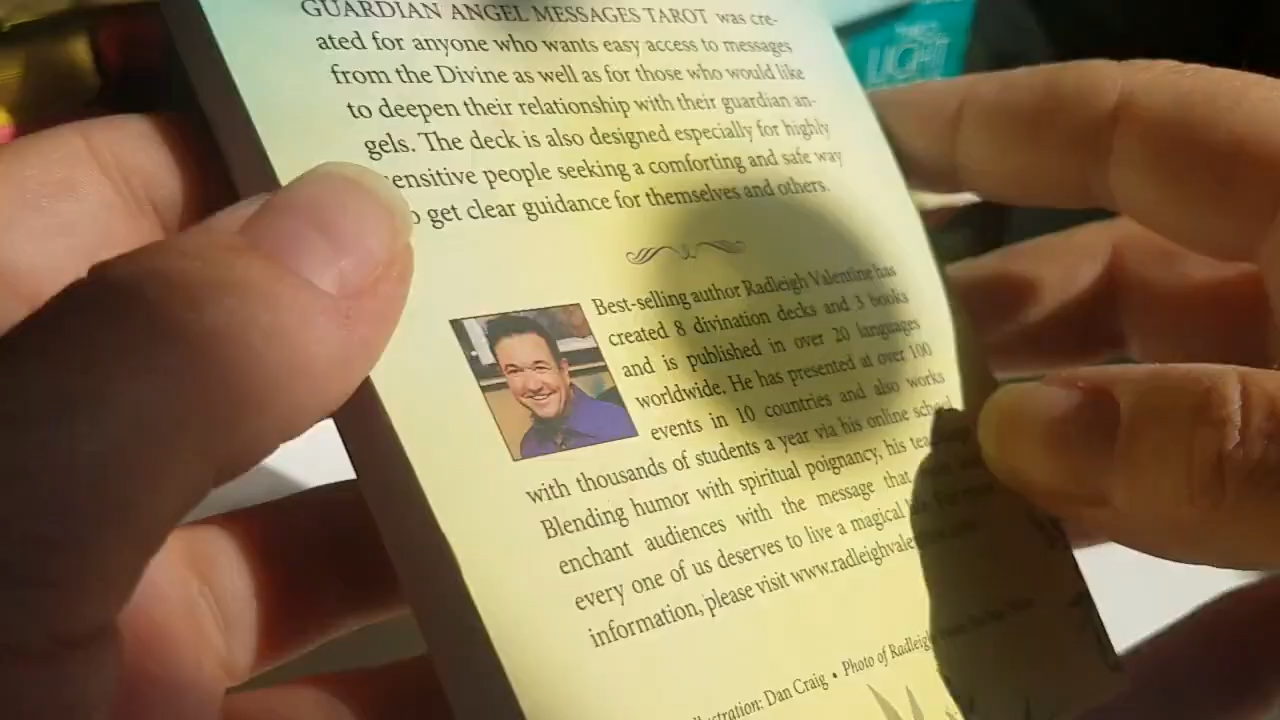 GUARDIAN ANGEL MESSAGES TAROT was cre-
ated for anyone who wants easy access to messages
from the Divine as well as for those who would like
to deepen their relationship with their guardian an-
gels. The deck is also designed especially for highly
ensitive people seeking a comforting and safe way
o get clear guidance for themselves and others.
Best-selling author Radleigh Valentine has
created 8 divination decks and 3 books
and is published in over 20 languages
worldwide. He has presented at over 100
events in 10 countries and also works
with thousands of students a year via his online school
Blending humor with spiritual poignancy, his tea
enchant audiences with the message that
every one of us deserves to live a magical
information, please visit www.radleighvale
stration: Dan Craig • Photo of Radleigh
LIGHT